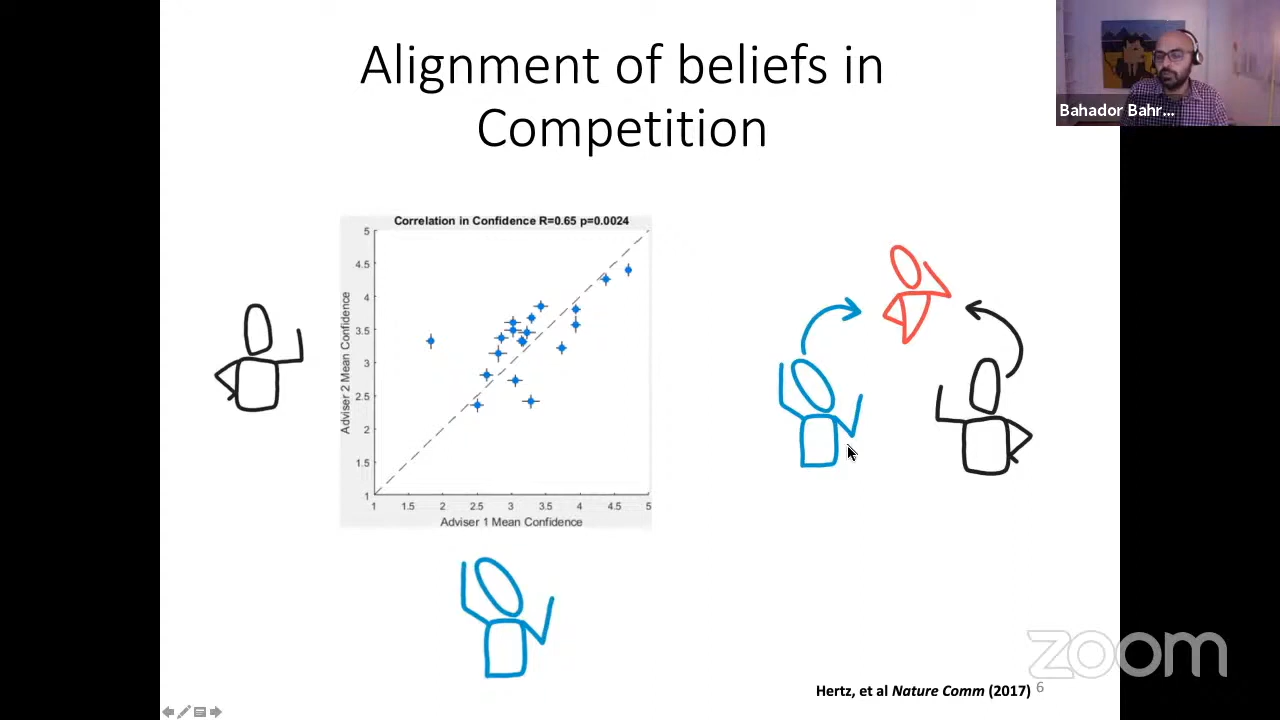 Alignment of beliefs in
Competition
Bahador Bahr...
Correlation in Confidence R=0.65 p=0.0024
Adviser 2 Mean Confidence
5
4.5
4
3.5
3
2.5
2
1.5
1
1 1.5 2 2.5 3 3.5 4 4.5 5
Adviser 1 Mean Confidence
zoom
Hertz, et al Nature Comm (2017) 6